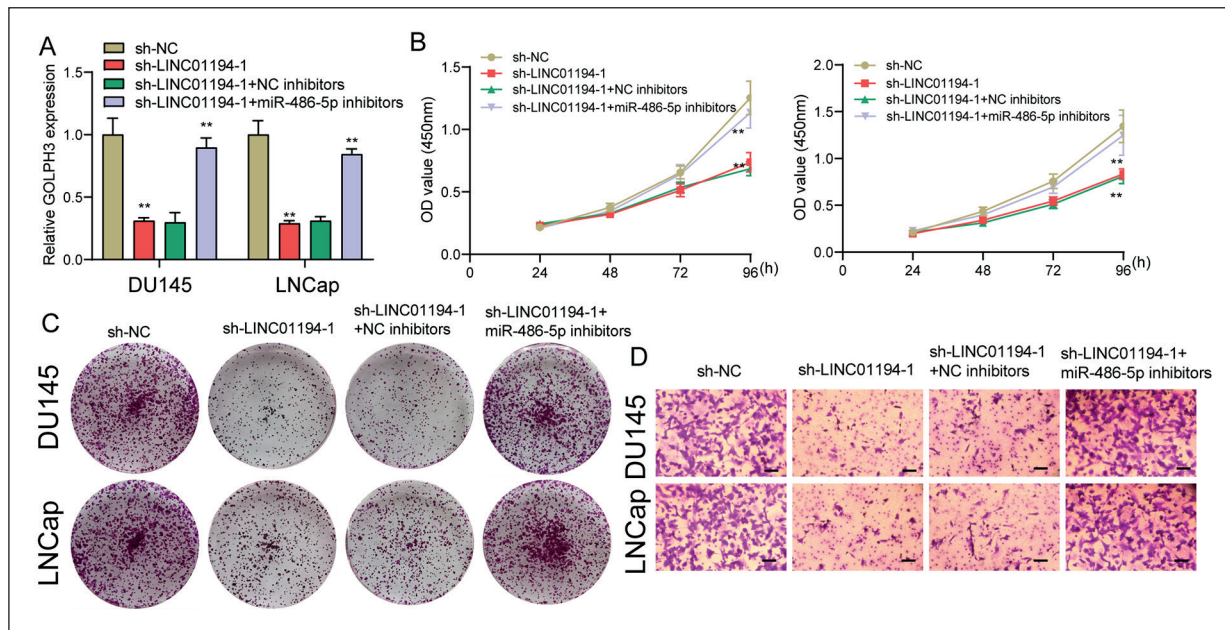 A
sh-NC
sh-LINC01194-1
sh-LINC01194-1+NC inhibitors
sh-LINC01194-1+miR-486-5p inhibitors
Relative GOLPH3 expression
1.5
1.0
0.5
0.0
**
**
**
**
DU145
LNCap
B
sh-NC
sh-LINC01194-1
sh-LINC01194-1+NC inhibitors
sh-LINC01194-1+miR-486-5p inhibitors
OD value (450nm)
1.5
1.0
0.5
0.0
**
**
0
24
48
72
96
(h)
sh-NC
sh-LINC01194-1
sh-LINC01194-1+NC inhibitors
sh-LINC01194-1+miR-486-5p inhibitors
OD value (450nm)
2.0
1.5
1.0
0.5
0.0
**
**
0
24
48
72
96
(h)
C
sh-NC
sh-LINC01194-1
sh-LINC01194-1
+NC inhibitors
sh-LINC01194-1+
miR-486-5p inhibitors
DU145
LNCap
D
sh-NC
sh-LINC01194-1
sh-LINC01194-1
+NC inhibitors
sh-LINC01194-1+
miR-486-5p inhibitors
DU145
LNCap